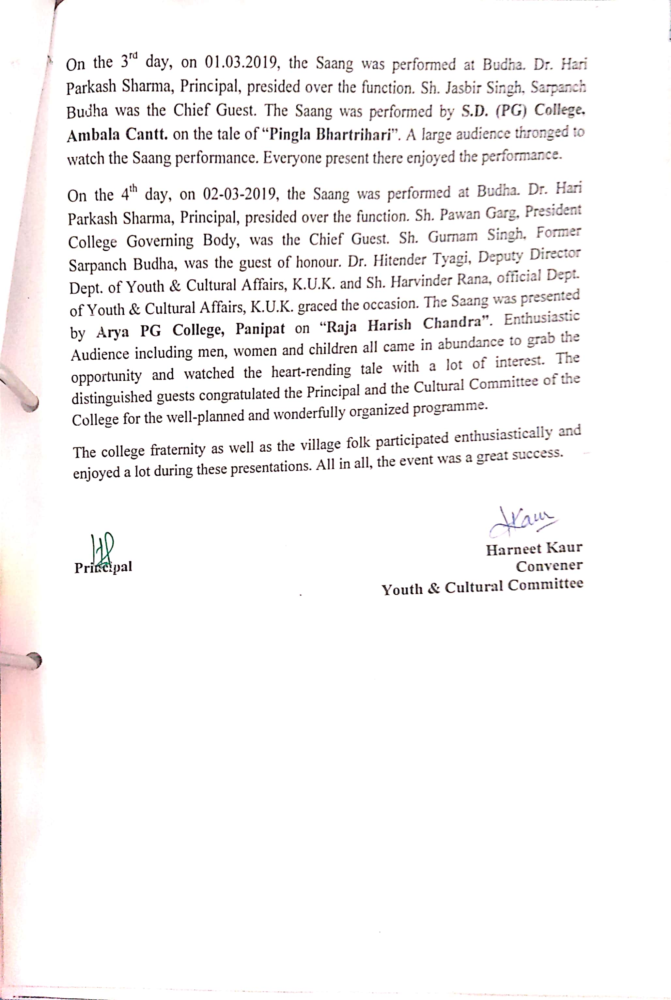 On the 3rd day, on 01.03.2019, the Saang was performed at Budha. Dr. Hari
Parkash Sharma, Principal, presided over the function. Sh. Jasbir Singh, Sarpanch
Budha was the Chief Guest. The Saang was performed by S.D. (PG) College,
Ambala Cantt. on the tale of “Pingla Bhartrihari”. A large audience thronged to
watch the Saang performance. Everyone present there enjoyed the performance.
On the 4th day, on 02-03-2019, the Saang was performed at Budha. Dr. Hari
Parkash Sharma, Principal, presided over the function. Sh. Pawan Garg, President
College Governing Body, was the Chief Guest. Sh. Gurnam Singh, Former
Sarpanch Budha, was the guest of honour. Dr. Hitender Tyagi, Deputy Director
Dept. of Youth & Cultural Affairs, K.U.K. and Sh. Harvinder Rana, official Dept.
of Youth & Cultural Affairs, K.U.K. graced the occasion. The Saang was presented
by Arya PG College, Panipat on “Raja Harish Chandra”. Enthusiastic
Audience including men, women and children all came in abundance to grab the
opportunity and watched the heart-rending tale with a lot of interest. The
distinguished guests congratulated the Principal and the Cultural Committee of the
College for the well-planned and wonderfully organized programme.
The college fraternity as well as the village folk participated enthusiastically and
enjoyed a lot during these presentations. All in all, the event was a great success.
HKaur
Harneet Kaur
Principal
Convener
Youth & Cultural Committee